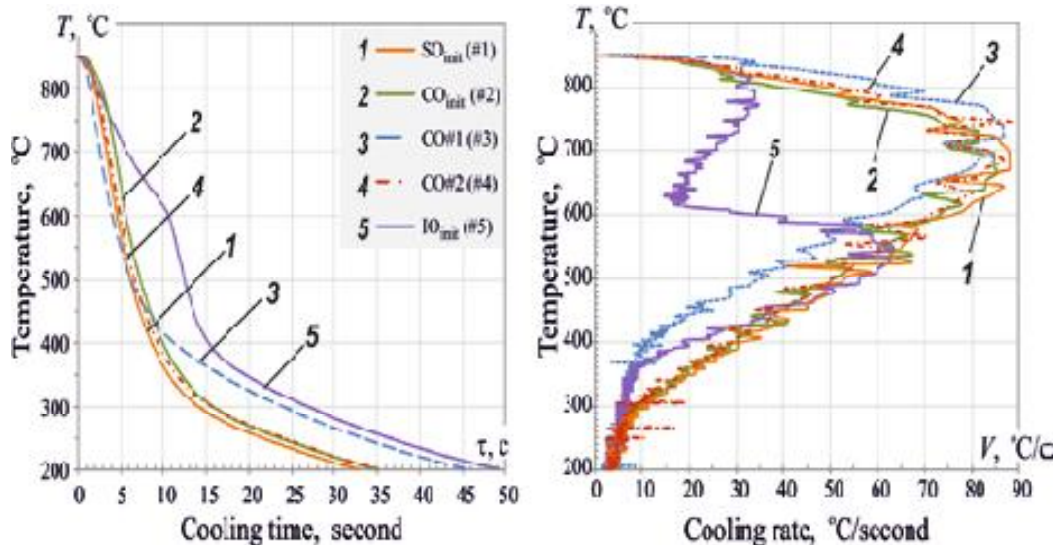 T, °C
800
700
600
500
400
300
200
Temperature, °C
0 5 10 15 20 25 30 35 40 45 50
Cooling time, second
τ, c
1 SOinit (#1)
2 COinit (#2)
3 CO#1 (#3)
4 CO#2 (#4)
5 IOinit (#5)
2
4
1
3
5
T, °C
800
700
600
500
400
300
200
Temperature, °C
0 10 20 30 40 50 60 70 80 90
Cooling rate, °C/second
V, °C/c
4
3
5
2
1